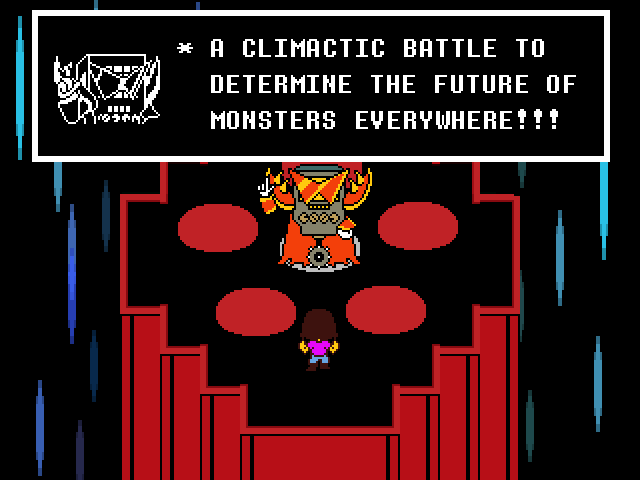 * A CLIMACTIC BATTLE TO
DETERMINE THE FUTURE OF
MONSTERS EVERYWHERE!!!